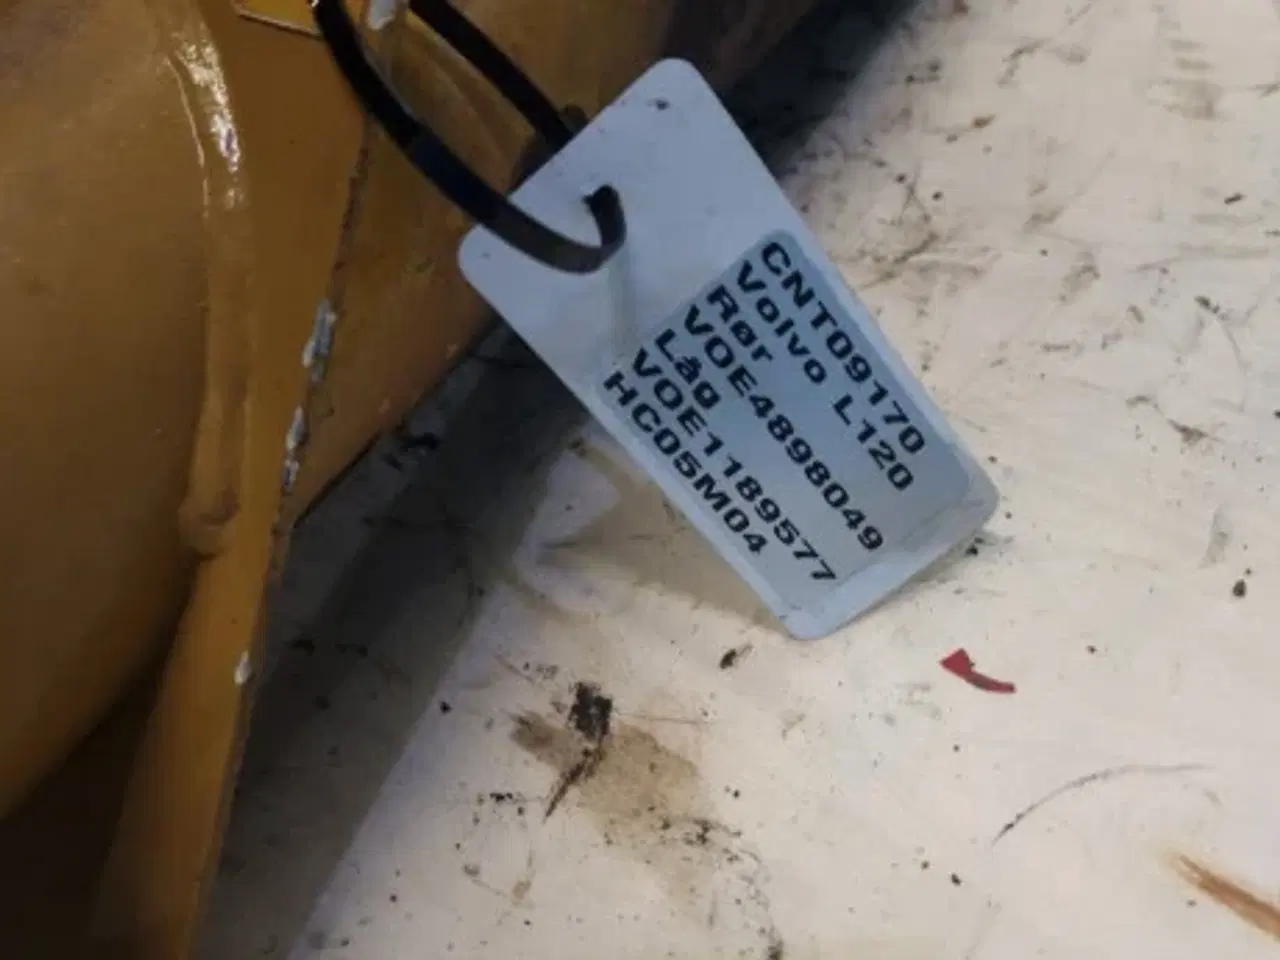 CNT09170
Volvo L120
Rør
VOE4898049
Låg
VOE11189577
HC05M04